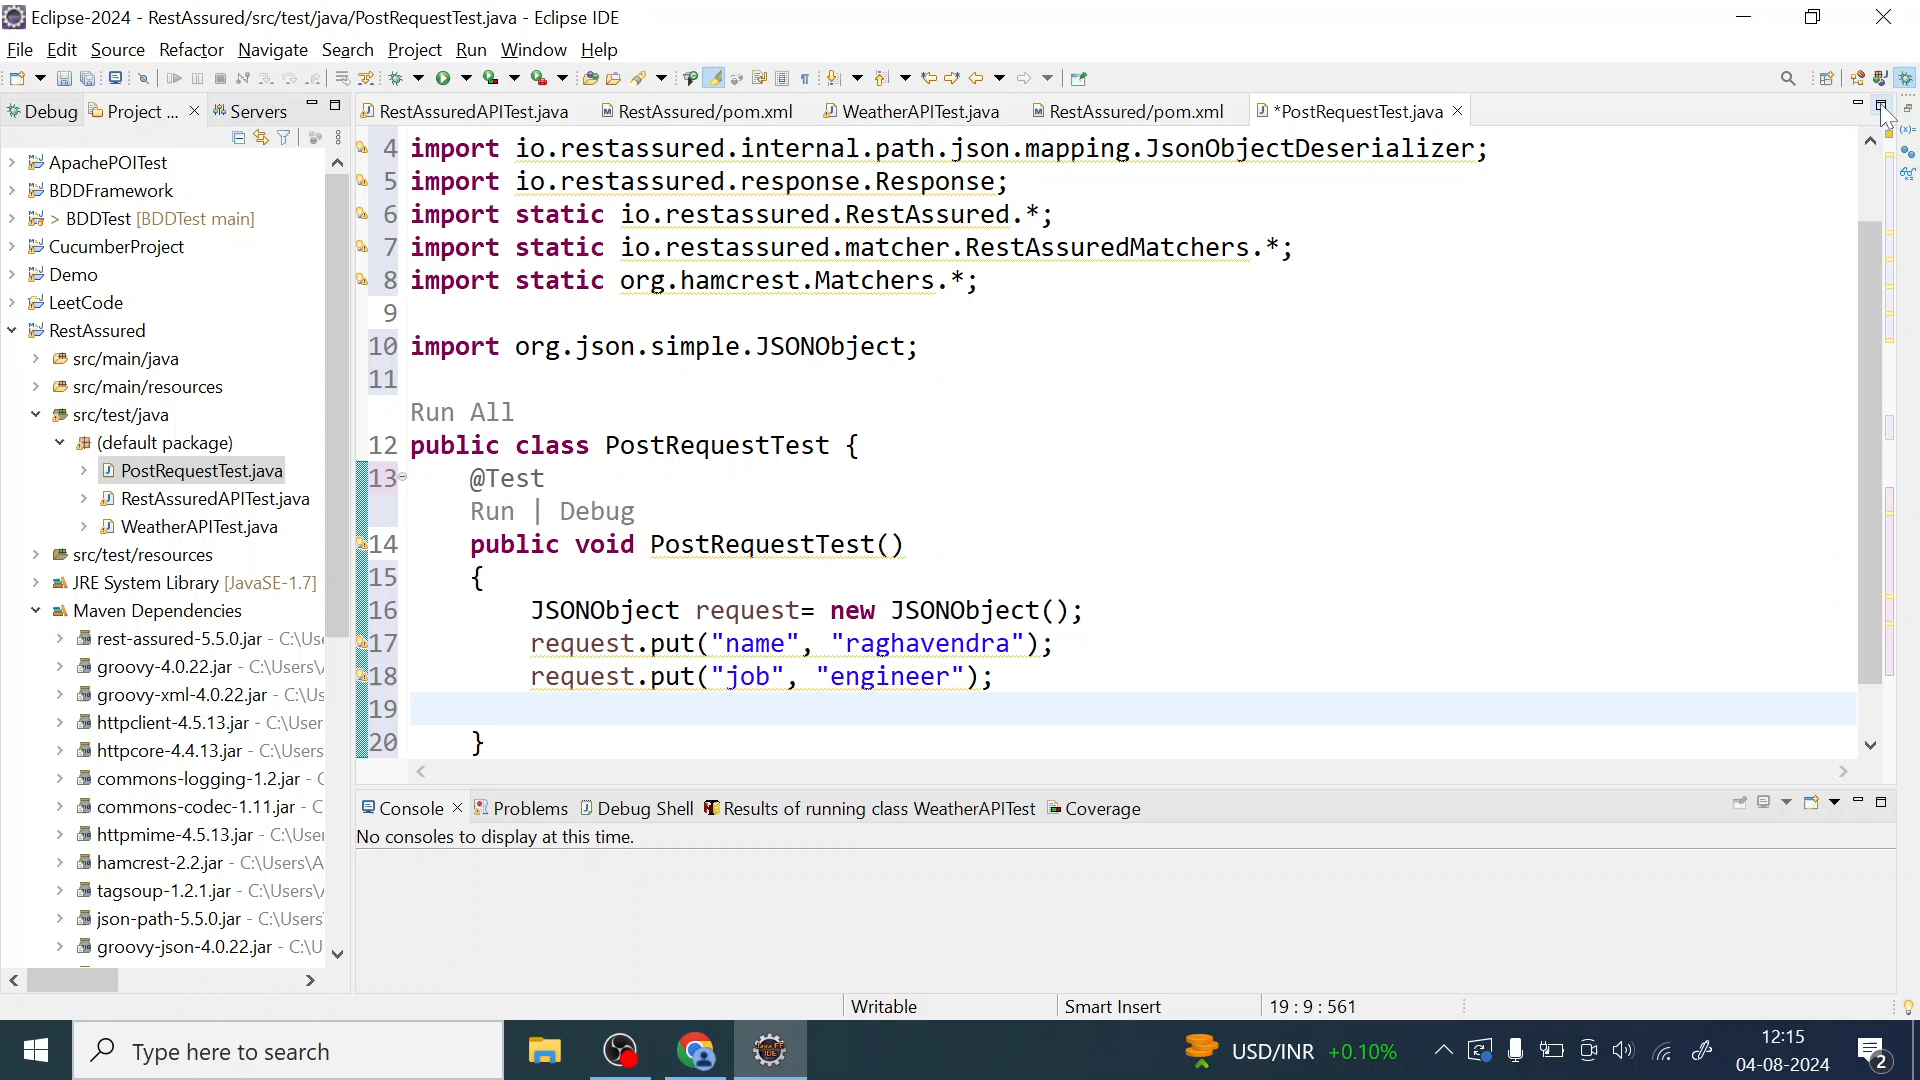 Eclipse-2024 - RestAssured/src/test/java/PostRequestTest.java - Eclipse IDE
File Edit Source Refactor Navigate Search Project Run Window Help
Debug Project ... Servers
RestAssuredAPITest.java RestAssured/pom.xml WeatherAPITest.java RestAssured/pom.xml *PostRequestTest.java
ApachePOITest
BDDFramework
> BDDTest [BDDTest main]
CucumberProject
Demo
LeetCode
RestAssured
src/main/java
src/main/resources
src/test/java
(default package)
PostRequestTest.java
RestAssuredAPITest.java
WeatherAPITest.java
src/test/resources
JRE System Library [JavaSE-1.7]
Maven Dependencies
rest-assured-5.5.0.jar - C:\Use
groovy-4.0.22.jar - C:\Users\
groovy-xml-4.0.22.jar - C:\Us
httpclient-4.5.13.jar - C:\User
httpcore-4.4.13.jar - C:\Users
commons-logging-1.2.jar - C
commons-codec-1.11.jar - C
httpmime-4.5.13.jar - C:\User
hamcrest-2.2.jar - C:\Users\A
tagsoup-1.2.1.jar - C:\Users\
json-path-5.5.0.jar - C:\Users
groovy-json-4.0.22.jar - C:\U
4 import io.restassured.internal.path.json.mapping.JsonObjectDeserializer;
5 import io.restassured.response.Response;
6 import static io.restassured.RestAssured.*;
7 import static io.restassured.matcher.RestAssuredMatchers.*;
8 import static org.hamcrest.Matchers.*;
9
10 import org.json.simple.JSONObject;
11
Run All
12 public class PostRequestTest {
13 @Test
Run | Debug
14 public void PostRequestTest()
15 {
16 JSONObject request= new JSONObject();
17 request.put("name", "raghavendra");
18 request.put("job", "engineer");
19
20 }
Console Problems Debug Shell Results of running class WeatherAPITest Coverage
No consoles to display at this time.
Writable Smart Insert 19 : 9 : 561
Type here to search
USD/INR +0.10%
12:15
04-08-2024
2